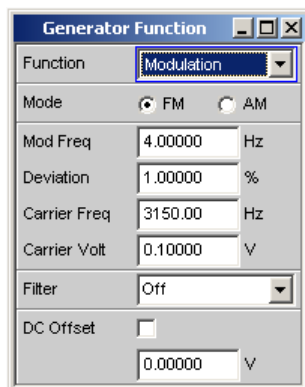 Generator Function
Function Modulation
Mode FM AM
Mod Freq 4.00000 Hz
Deviation 1.00000 %
Carrier Freq 3150.00 Hz
Carrier Volt 0.10000 V
Filter Off
DC Offset
0.00000 V